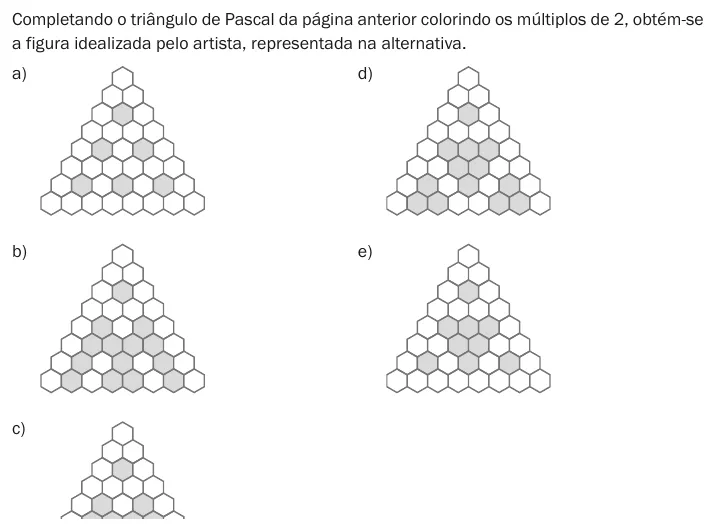 Completando o triângulo de Pascal da página anterior colorindo os múltiplos de 2, obtém-se
a figura idealizada pelo artista, representada na alternativa.
a)
d)
b)
e)
c)